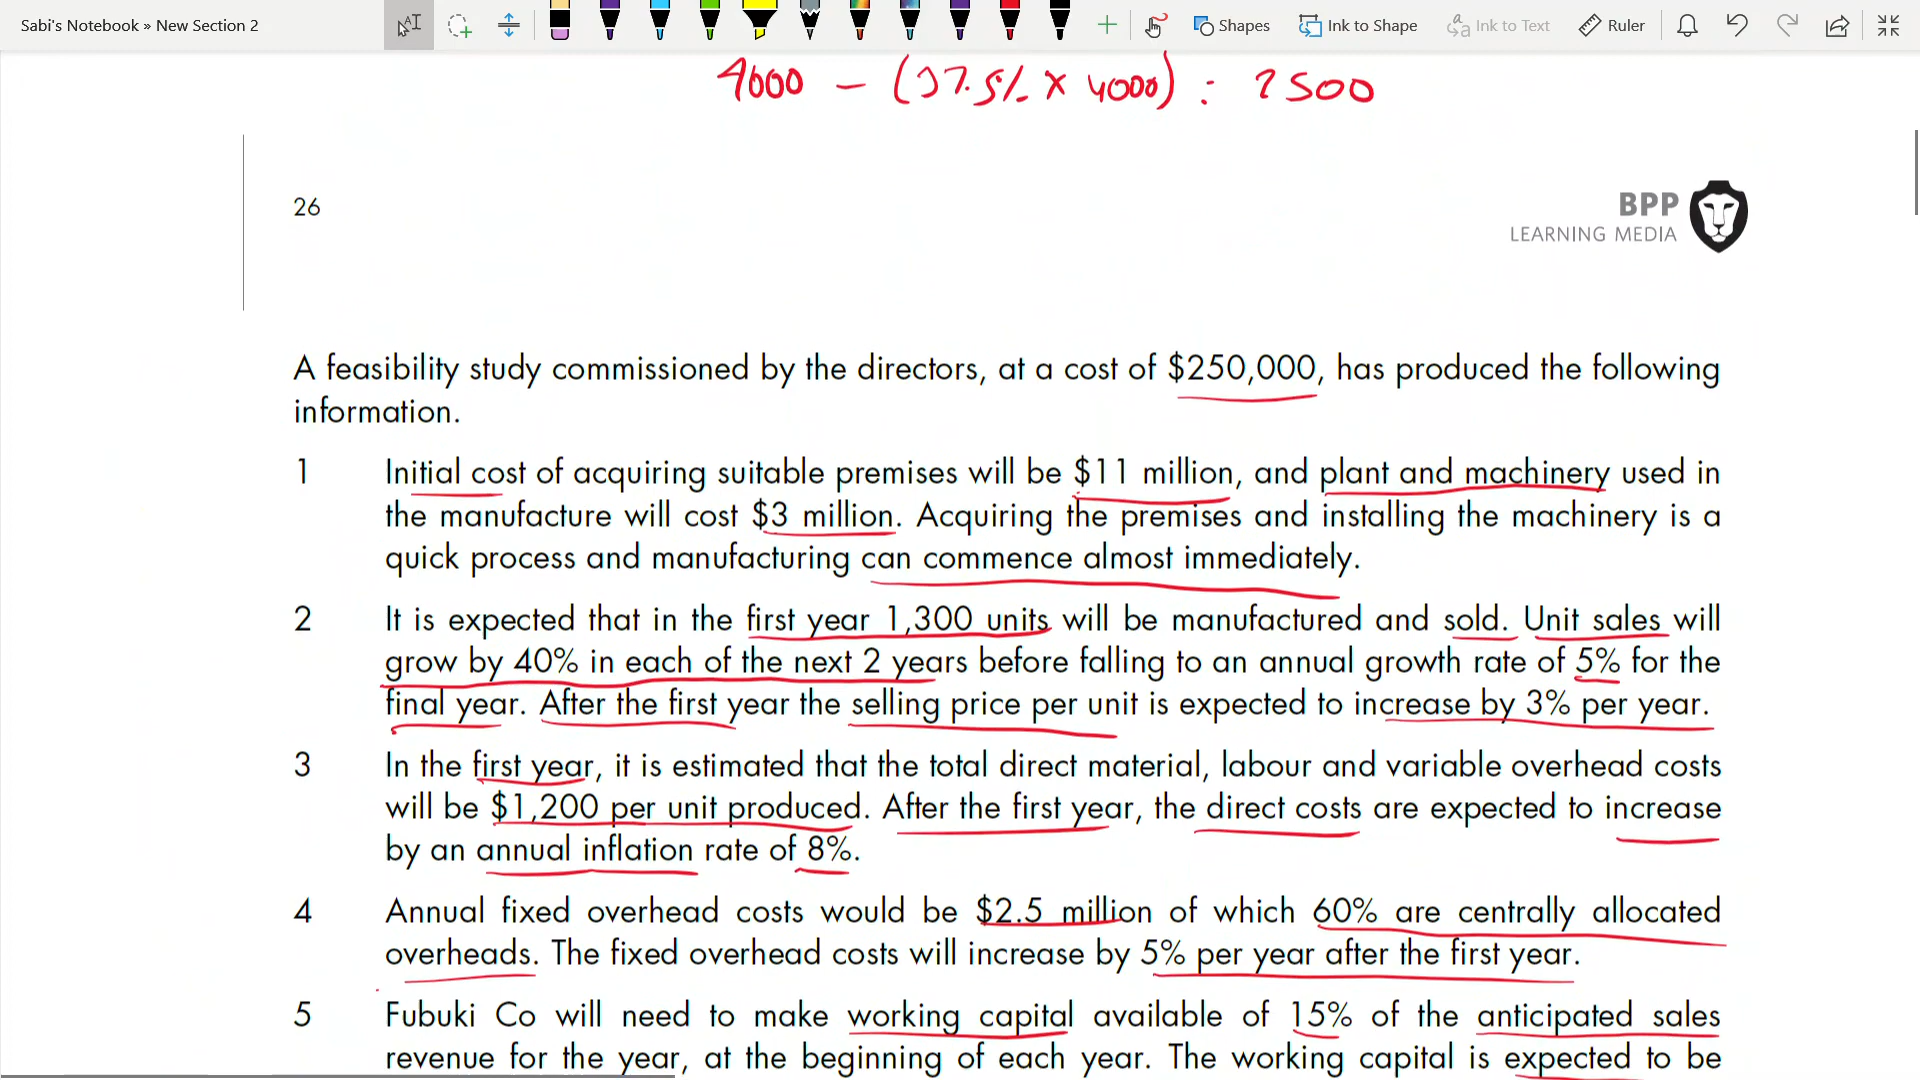 Sabi's Notebook » New Section 2
Shapes
Ink to Shape
Ink to Text
Ruler
4000 - (37.5% x 4000) : 2500
26
BPP
LEARNING MEDIA
A feasibility study commissioned by the directors, at a cost of $250,000, has produced the following
information.
1 Initial cost of acquiring suitable premises will be $11 million, and plant and machinery used in
the manufacture will cost $3 million. Acquiring the premises and installing the machinery is a
quick process and manufacturing can commence almost immediately.
2 It is expected that in the first year 1,300 units will be manufactured and sold. Unit sales will
grow by 40% in each of the next 2 years before falling to an annual growth rate of 5% for the
final year. After the first year the selling price per unit is expected to increase by 3% per year.
3 In the first year, it is estimated that the total direct material, labour and variable overhead costs
will be $1,200 per unit produced. After the first year, the direct costs are expected to increase
by an annual inflation rate of 8%.
4 Annual fixed overhead costs would be $2.5 million of which 60% are centrally allocated
overheads. The fixed overhead costs will increase by 5% per year after the first year.
5 Fubuki Co will need to make working capital available of 15% of the anticipated sales
revenue for the year, at the beginning of each year. The working capital is expected to be